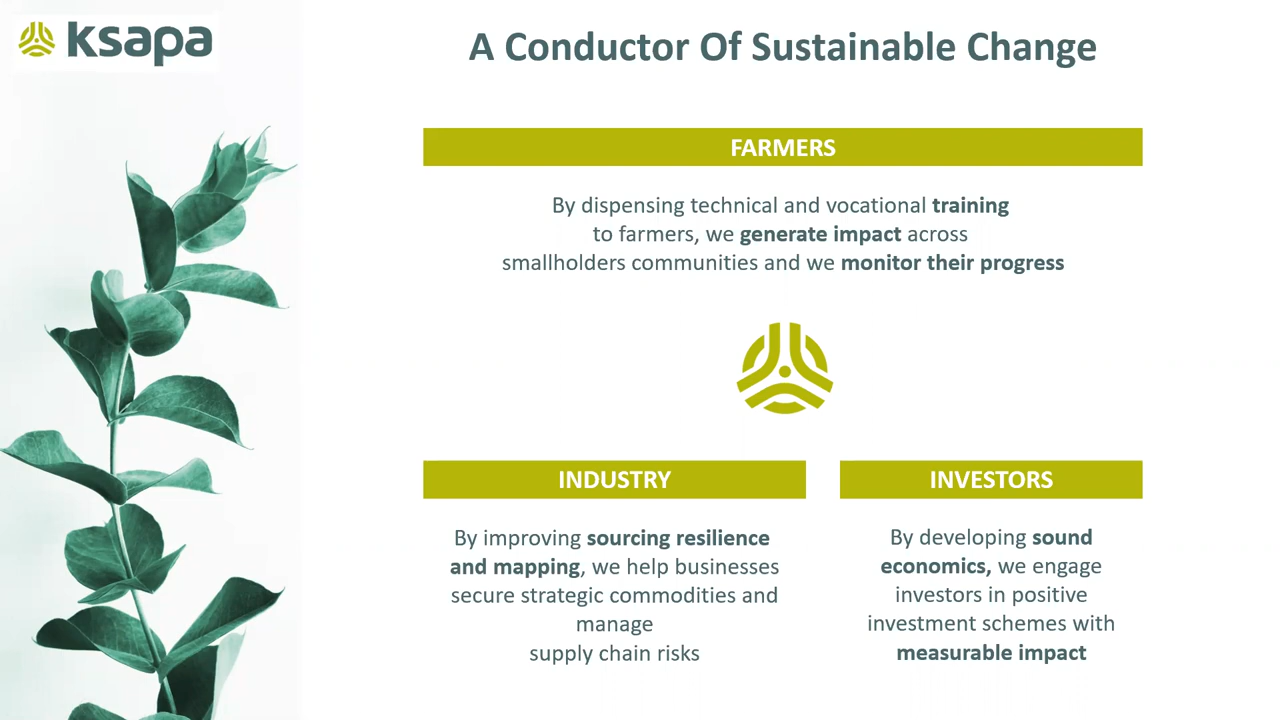 ksapa
A Conductor Of Sustainable Change
FARMERS
By dispensing technical and vocational training
to farmers, we generate impact across
smallholders communities and we monitor their progress
INDUSTRY
By improving sourcing resilience
and mapping, we help businesses
secure strategic commodities and
manage
supply chain risks
INVESTORS
By developing sound
economics, we engage
investors in positive
investment schemes with
measurable impact